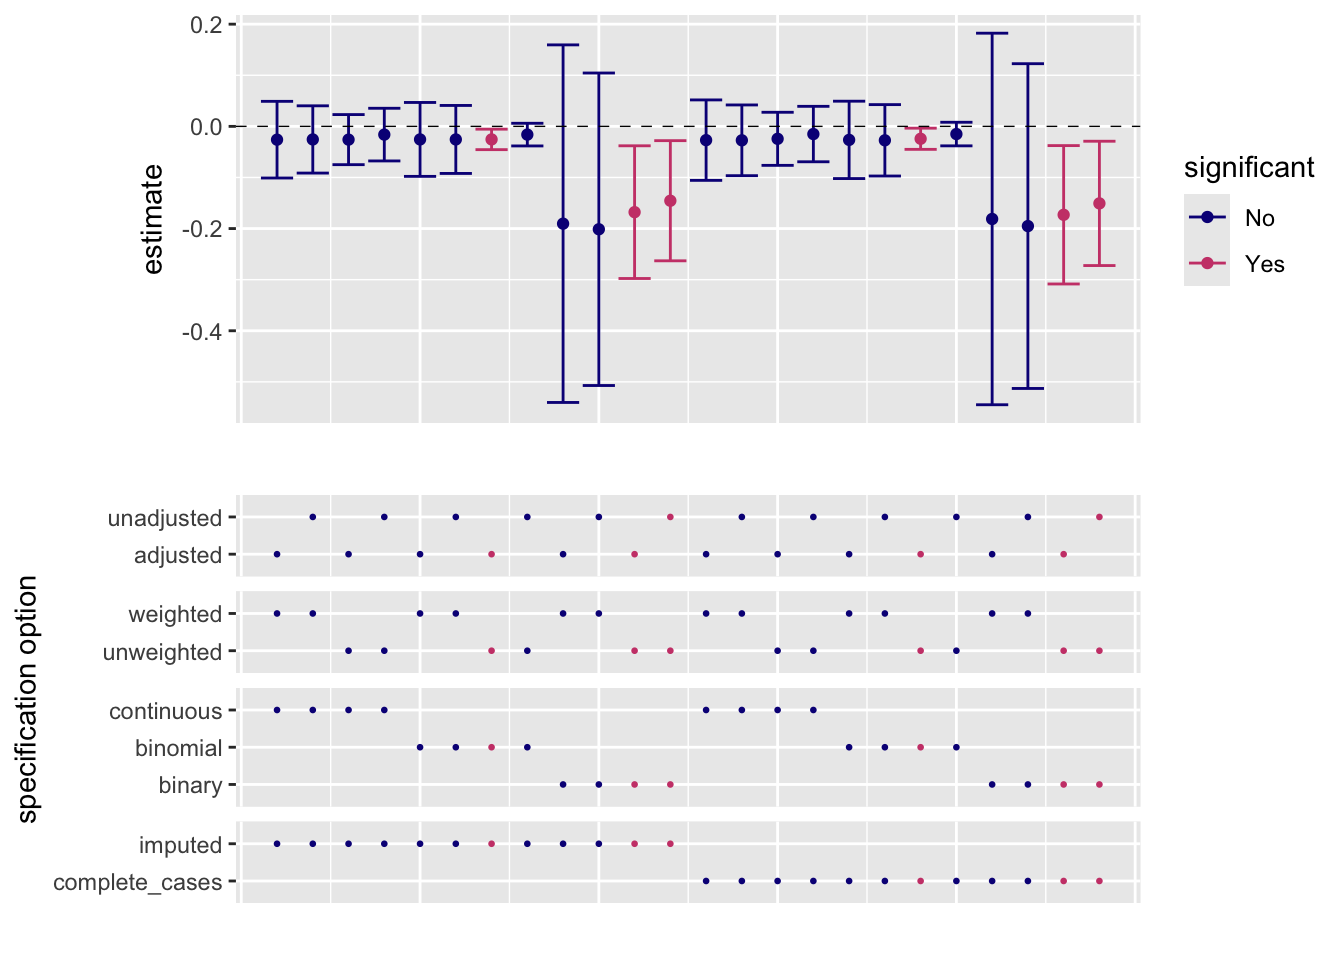 0.2
0.0
-0.2
-0.4
estimate
significant
No
Yes
unadjusted
adjusted
weighted
unweighted
continuous
binomial
binary
imputed
complete_cases
specification option